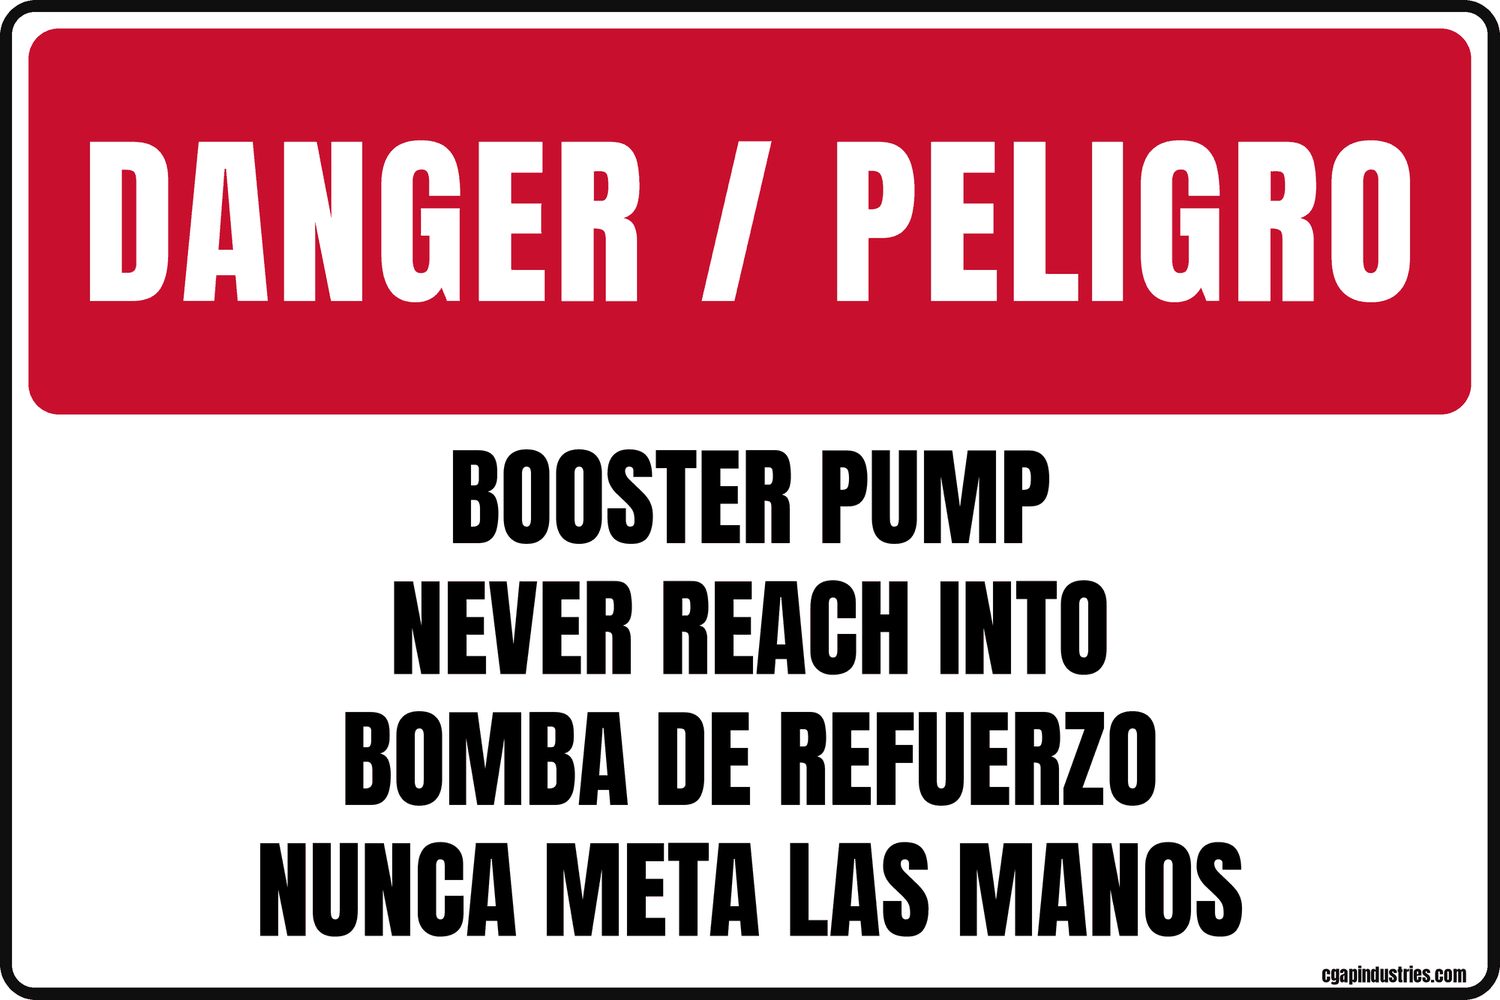 DANGER / PELIGRO
BOOSTER PUMP
NEVER REACH INTO
BOMBA DE REFUERZO
NUNCA META LAS MANOS
cgapindustries.com